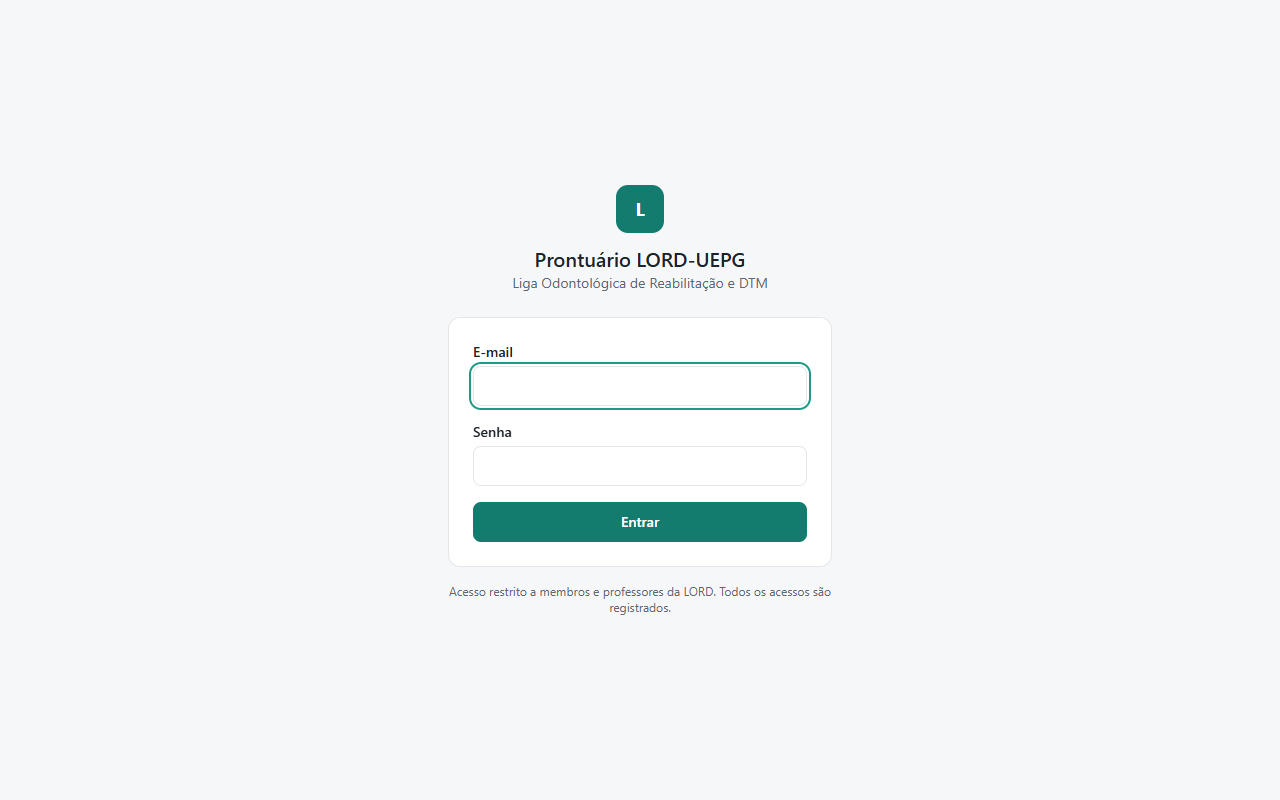 L
Prontuário LORD-UEPG
Liga Odontológica de Reabilitação e DTM
E-mail
Senha
Entrar
Acesso restrito a membros e professores da LORD. Todos os acessos são
registrados.